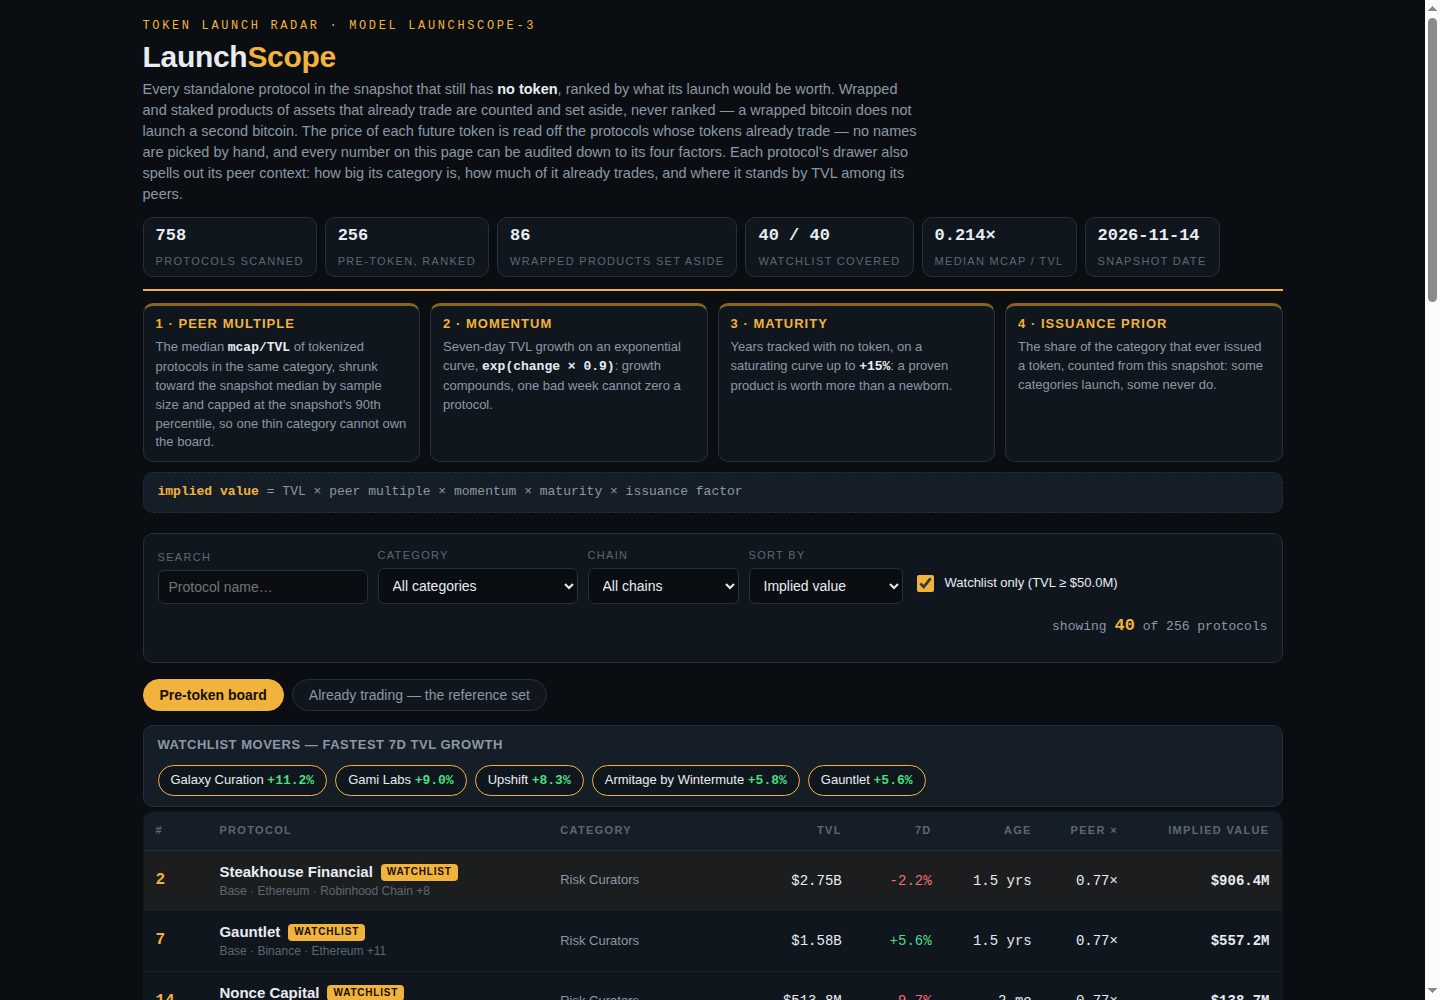 TOKEN LAUNCH RADAR · MODEL LAUNCHSCOPE-3
LaunchScope
Every standalone protocol in the snapshot that still has no token, ranked by what its launch would be worth. Wrapped
and staked products of assets that already trade are counted and set aside, never ranked — a wrapped bitcoin does not
launch a second bitcoin. The price of each future token is read off the protocols whose tokens already trade — no names
are picked by hand, and every number on this page can be audited down to its four factors. Each protocol’s drawer also
spells out its peer context: how big its category is, how much of it already trades, and where it stands by TVL among its
peers.
758
PROTOCOLS SCANNED
256
PRE-TOKEN, RANKED
86
WRAPPED PRODUCTS SET ASIDE
40 / 40
WATCHLIST COVERED
0.214×
MEDIAN MCAP / TVL
2026-11-14
SNAPSHOT DATE
1 · PEER MULTIPLE
The median mcap/TVL of tokenized
protocols in the same category, shrunk
toward the snapshot median by sample
size and capped at the snapshot’s 90th
percentile, so one thin category cannot own
the board.
2 · MOMENTUM
Seven-day TVL growth on an exponential
curve, exp(change × 0.9): growth
compounds, one bad week cannot zero a
protocol.
3 · MATURITY
Years tracked with no token, on a
saturating curve up to +15%: a proven
product is worth more than a newborn.
4 · ISSUANCE PRIOR
The share of the category that ever issued
a token, counted from this snapshot: some
categories launch, some never do.
implied value = TVL × peer multiple × momentum × maturity × issuance factor
SEARCH
Protocol name…
CATEGORY
All categories
CHAIN
All chains
SORT BY
Implied value
Watchlist only (TVL ≥ $50.0M)
showing 40 of 256 protocols
Pre-token board
Already trading — the reference set
WATCHLIST MOVERS — FASTEST 7D TVL GROWTH
Galaxy Curation +11.2%
Gami Labs +9.0%
Upshift +8.3%
Armitage by Wintermute +5.8%
Gauntlet +5.6%
# PROTOCOL CATEGORY TVL 7D AGE PEER × IMPLIED VALUE
2 Steakhouse Financial WATCHLIST Risk Curators $2.75B -2.2% 1.5 yrs 0.77× $906.4M
Base · Ethereum · Robinhood Chain +8
7 Gauntlet WATCHLIST Risk Curators $1.58B +5.6% 1.5 yrs 0.77× $557.2M
Base · Binance · Ethereum +11
14 Nonce Capital WATCHLIST Risk Curators $513.8M -9.7% 2 mo 0.77× $138.7M